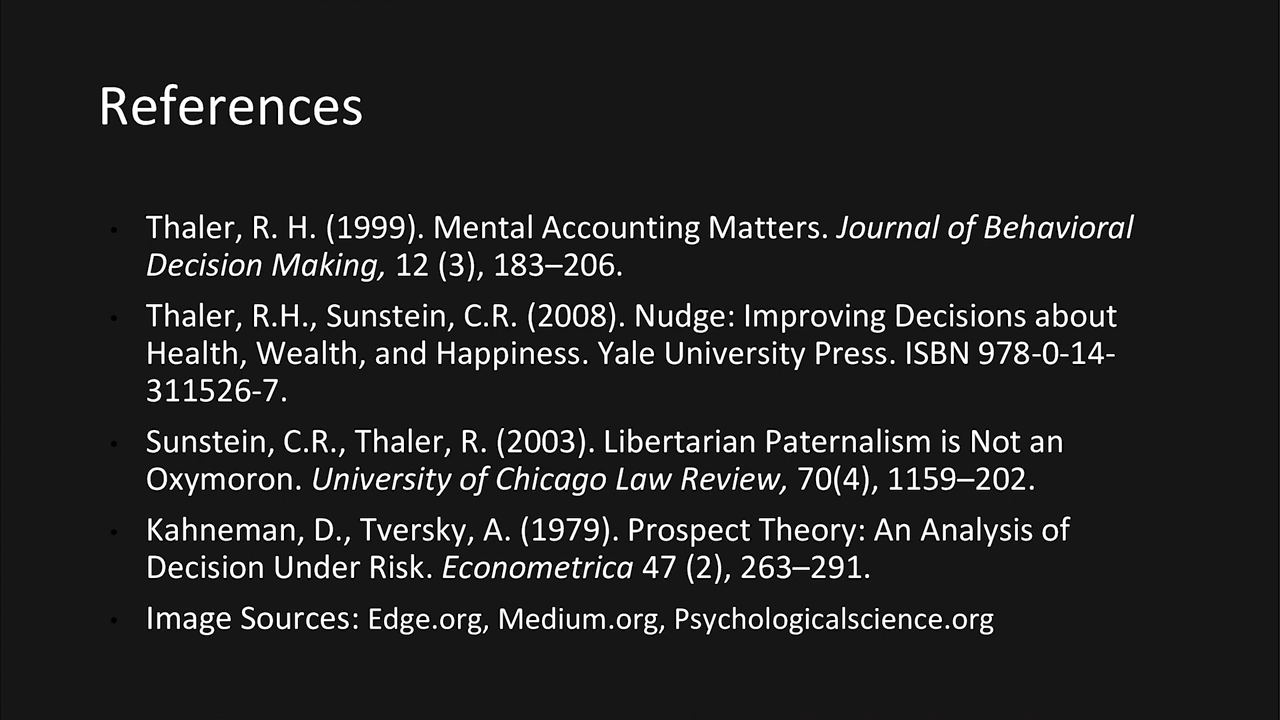 References
Thaler, R. H. (1999). Mental Accounting Matters. Journal of Behavioral
Decision Making, 12 (3), 183–206.
Thaler, R.H., Sunstein, C.R. (2008). Nudge: Improving Decisions about
Health, Wealth, and Happiness. Yale University Press. ISBN 978-0-14-
311526-7.
Sunstein, C.R., Thaler, R. (2003). Libertarian Paternalism is Not an
Oxymoron. University of Chicago Law Review, 70(4), 1159–202.
Kahneman, D., Tversky, A. (1979). Prospect Theory: An Analysis of
Decision Under Risk. Econometrica 47 (2), 263–291.
Image Sources: Edge.org, Medium.org, Psychologicalscience.org